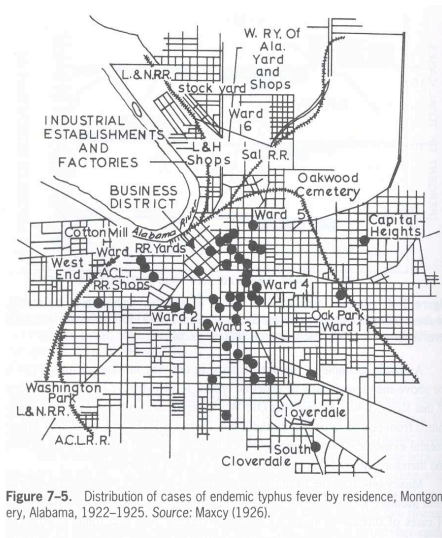 W. RY. Of
Ala.
Yard
and
Shops
L.&N.R.R.
stock yard
Ward
6
INDUSTRIAL
ESTABLISHMENTS
AND
FACTORIES
L&H
Shops
Sal R.R.
Oakwood
Cemetery
BUSINESS
DISTRICT
Alabama River
Ward 5
Capital
Heights
Cotton Mill
Ward
RR.Yards
West
End
A.C.L.
RR Shops
Ward 4
Ward 2
Ward 3
Oak Park
Ward 1
Washington
Park
L.& N.R.R.
Cloverdale
A.C.L.R.R.
South
Cloverdale
Figure 7–5. Distribution of cases of endemic typhus fever by residence, Montgom
ery, Alabama, 1922–1925. Source: Maxcy (1926).